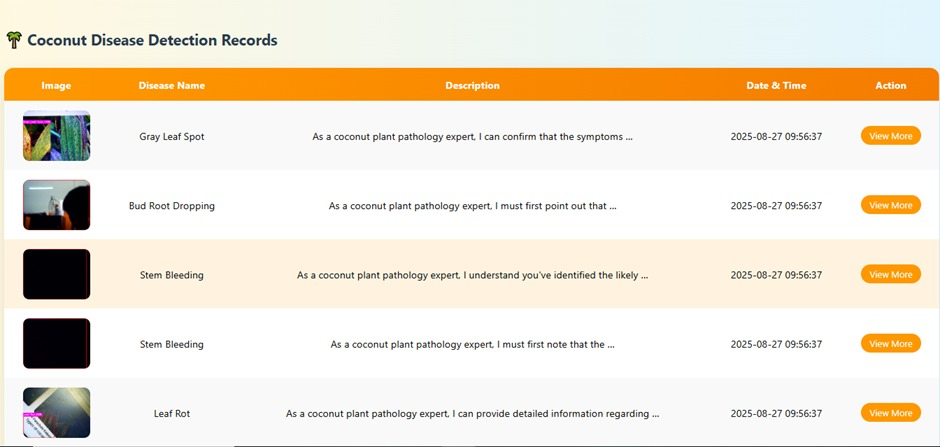 Coconut Disease Detection Records
Image Disease Name Description Date & Time Action
Gray Leaf Spot As a coconut plant pathology expert, I can confirm that the symptoms ... 2025-08-27 09:56:37 View More
Bud Root Dropping As a coconut plant pathology expert, I must first point out that ... 2025-08-27 09:56:37 View More
Stem Bleeding As a coconut plant pathology expert, I understand you've identified the likely ... 2025-08-27 09:56:37 View More
Stem Bleeding As a coconut plant pathology expert, I must first note that the ... 2025-08-27 09:56:37 View More
Leaf Rot As a coconut plant pathology expert, I can provide detailed information regarding ... 2025-08-27 09:56:37 View More